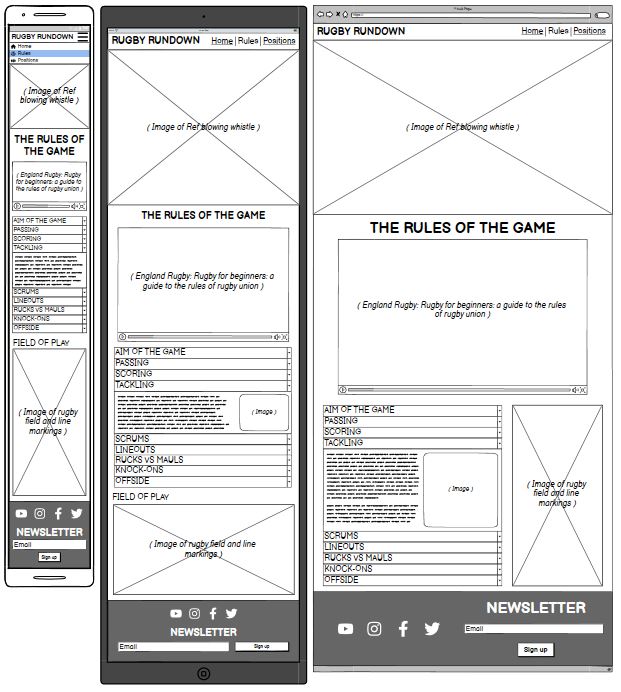 RUGBY RUNDOWN
Home
Rules
Positions
( Image of Ref
blowing whistle )
THE RULES OF
THE GAME
( England Rugby: Rugby
for beginners: a guide to
the rules of rugby union )
AIM OF THE GAME
PASSING
SCORING
TACKLING
SCRUMS
LINEOUTS
RUCKS VS MAULS
KNOCK-ONS
OFFSIDE
FIELD OF PLAY
( Image of rugby
field and line
markings )
NEWSLETTER
Email
Sign up
RUGBY RUNDOWN Home | Rules | Positions
( Image of Ref blowing whistle )
THE RULES OF THE GAME
( England Rugby: Rugby for beginners: a
guide to the rules of rugby union )
AIM OF THE GAME
PASSING
SCORING
TACKLING
( Image )
SCRUMS
LINEOUTS
RUCKS VS MAULS
KNOCK-ONS
OFFSIDE
FIELD OF PLAY
( Image of rugby field and line
markings )
NEWSLETTER
Email Sign up
RUGBY RUNDOWN Home | Rules | Positions
( Image of Ref blowing whistle )
THE RULES OF THE GAME
( England Rugby: Rugby for beginners: a guide to the rules
of rugby union )
AIM OF THE GAME
PASSING
SCORING
TACKLING
( Image )
SCRUMS
LINEOUTS
RUCKS VS MAULS
KNOCK-ONS
OFFSIDE
( Image of rugby
field and line
markings )
NEWSLETTER
Email
Sign up